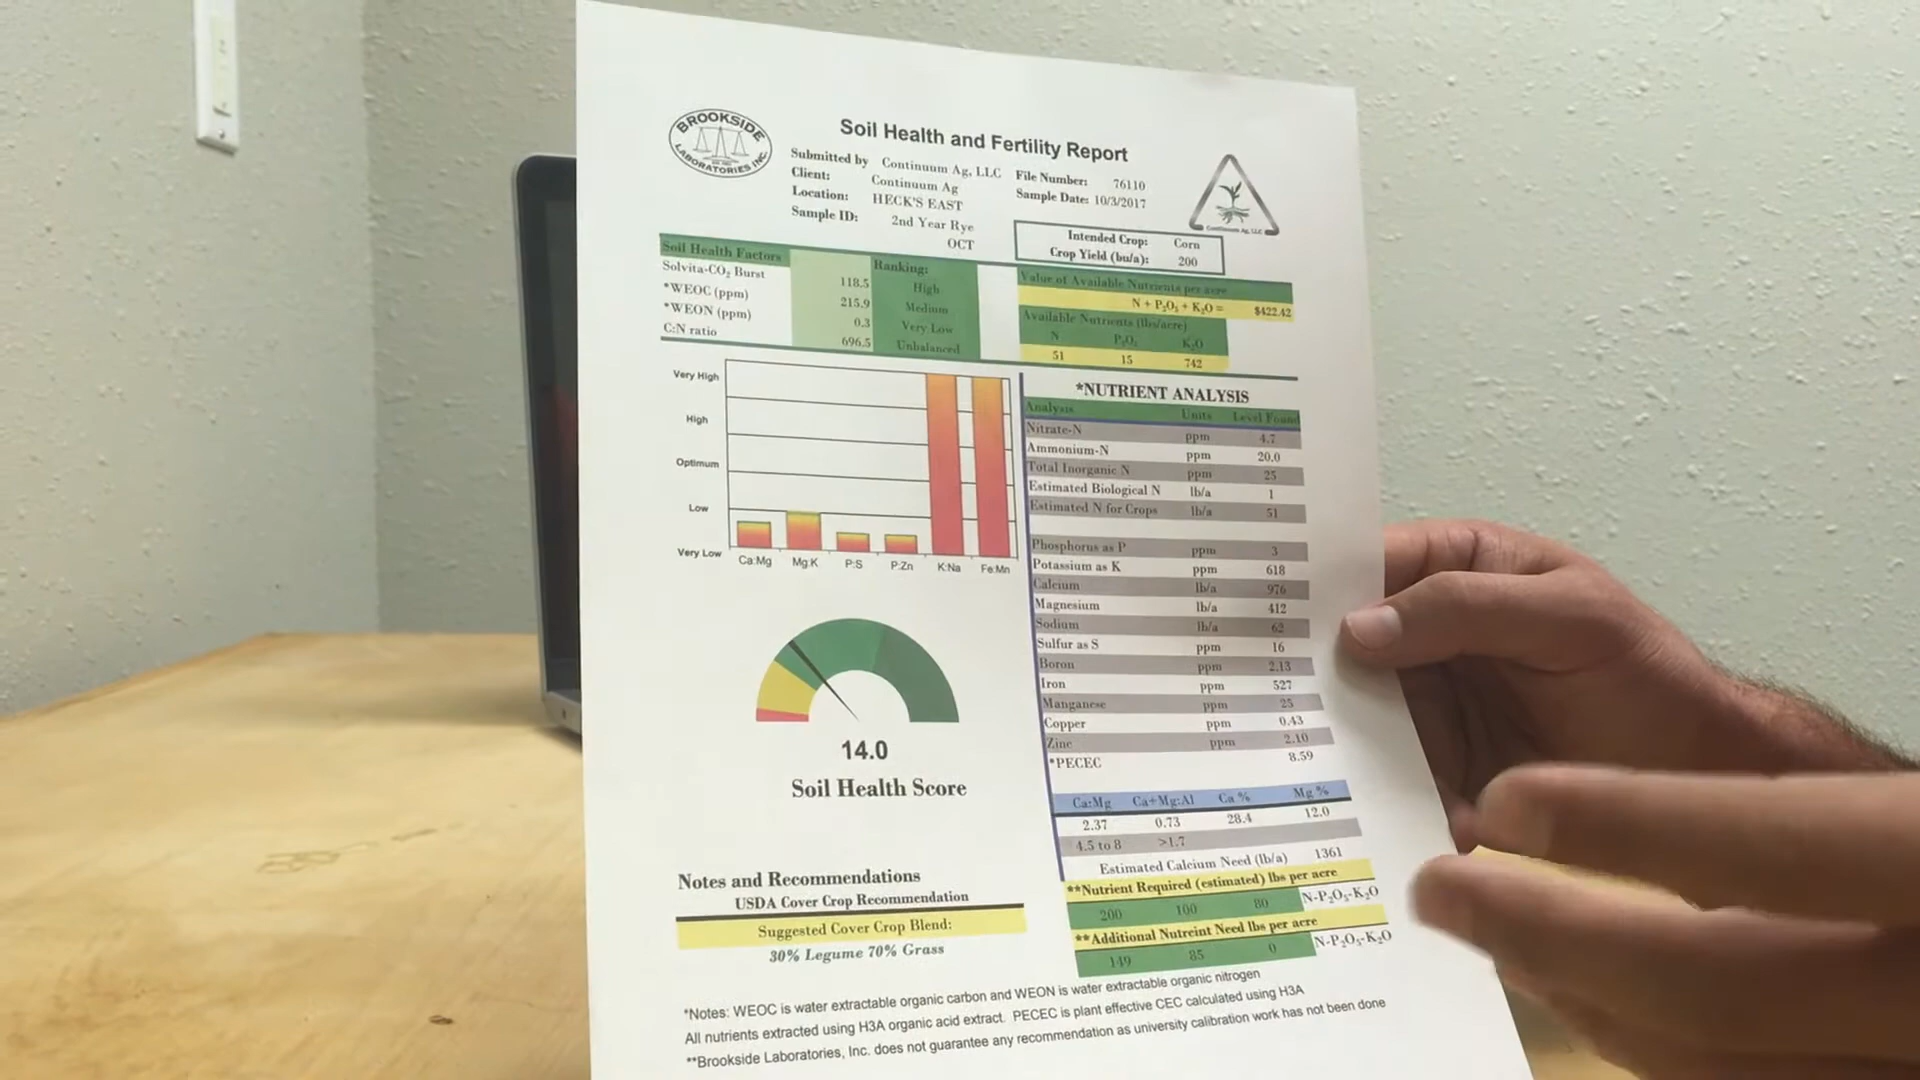 BROOKSIDE
LABORATORIES INC.
Soil Health and Fertility Report
Submitted by Continuum Ag, LLC
Client: Continuum Ag
Location: HECK'S EAST
Sample ID: 2nd Year Rye
OCT
File Number: 76110
Sample Date: 10/3/2017
Continuum Ag, LLC
Intended Crop: Corn
Crop Yield (bu/a): 200
Soil Health Factors Ranking:
Solvita-CO₂ Burst 118.5 High
*WEOC (ppm) 215.9 Medium
*WEON (ppm) 0.3 Very Low
C:N ratio 696.5 Unbalanced
Value of Available Nutrients per acre
N + P₂O₅ + K₂O = $422.42
Available Nutrients (lbs/acre)
N P₂O₅ K₂O
51 15 742
Very High
High
Optimum
Low
Very Low
Ca:Mg Mg:K P:S P:Zn K:Na Fe:Mn
14.0
Soil Health Score
Notes and Recommendations
USDA Cover Crop Recommendation
Suggested Cover Crop Blend:
30% Legume 70% Grass
*NUTRIENT ANALYSIS
Analysis Units Level Found
Nitrate-N ppm 4.7
Ammonium-N ppm 20.0
Total Inorganic N ppm 25
Estimated Biological N lb/a 1
Estimated N for Crops lb/a 51
Phosphorus as P ppm 3
Potassium as K ppm 618
Calcium lb/a 976
Magnesium lb/a 412
Sodium lb/a 62
Sulfur as S ppm 16
Boron ppm 2.13
Iron ppm 527
Manganese ppm 25
Copper ppm 0.43
Zinc ppm 2.10
*PECEC 8.59
Ca:Mg Ca+Mg:Al Ca % Mg %
2.37 0.73 28.4 12.0
4.5 to 8 >1.7
Estimated Calcium Need (lb/a) 1361
**Nutrient Required (estimated) lbs per acre
200 100 80 N-P₂O₅-K₂O
**Additional Nutreint Need lbs per acre
149 85 0 N-P₂O₅-K₂O
*Notes: WEOC is water extractable organic carbon and WEON is water extractable organic nitrogen
All nutrients extracted using H3A organic acid extract. PECEC is plant effective CEC calculated using H3A
**Brookside Laboratories, Inc. does not guarantee any recommendation as university calibration work has not been done